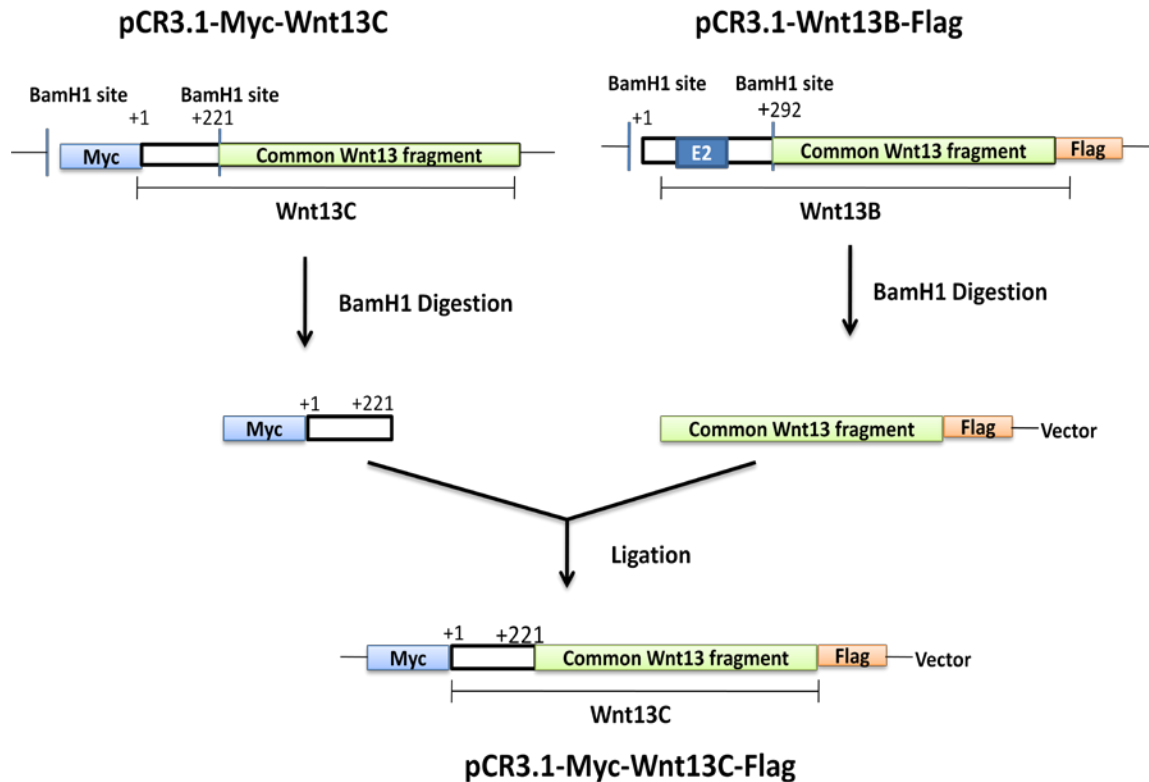 pCR3.1-Myc-Wnt13C
pCR3.1-Wnt13B-Flag
BamH1 site
BamH1 site
+1
+221
Myc
Common Wnt13 fragment
Wnt13C
BamH1 site
BamH1 site
+1
+292
E2
Common Wnt13 fragment
Flag
Wnt13B
BamH1 Digestion
BamH1 Digestion
+1
+221
Myc
Common Wnt13 fragment
Flag
Vector
Ligation
+1
+221
Myc
Common Wnt13 fragment
Flag
Vector
Wnt13C
pCR3.1-Myc-Wnt13C-Flag